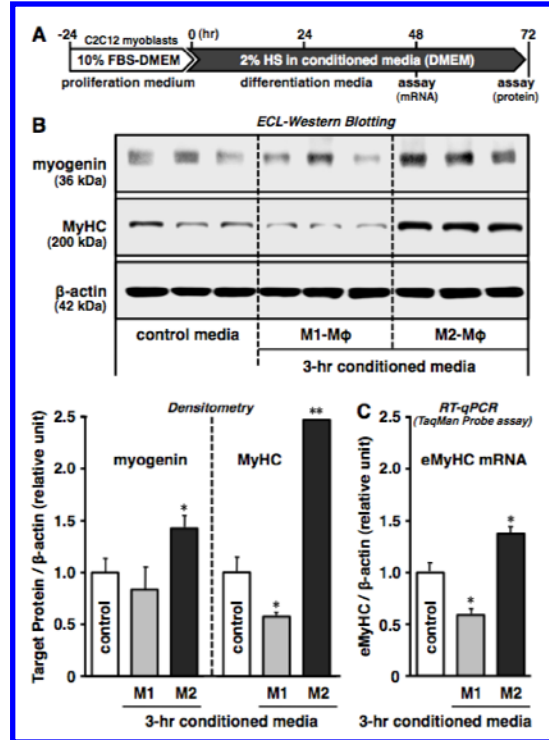 A
-24
C2C12 myoblasts
0 (hr)
24
48
72
10% FBS-DMEM
2% HS in conditioned media (DMEM)
proliferation medium
differentiation media
assay
(mRNA)
assay
(protein)
B
ECL-Western Blotting
myogenin
(36 kDa)
MyHC
(200 kDa)
β-actin
(42 kDa)
control media
M1-Mϕ
M2-Mϕ
3-hr conditioned media
Densitometry
Target Protein / β-actin (relative unit)
2.5
2.0
1.5
1.0
0.5
0
myogenin
MyHC
control
*
control
*
**
M1
M2
M1
M2
3-hr conditioned media
C
RT-qPCR
(TaqMan Probe assay)
eMyHC mRNA
eMyHC / β-actin (relative unit)
2.5
2.0
1.5
1.0
0.5
0
control
*
*
M1
M2
3-hr conditioned media